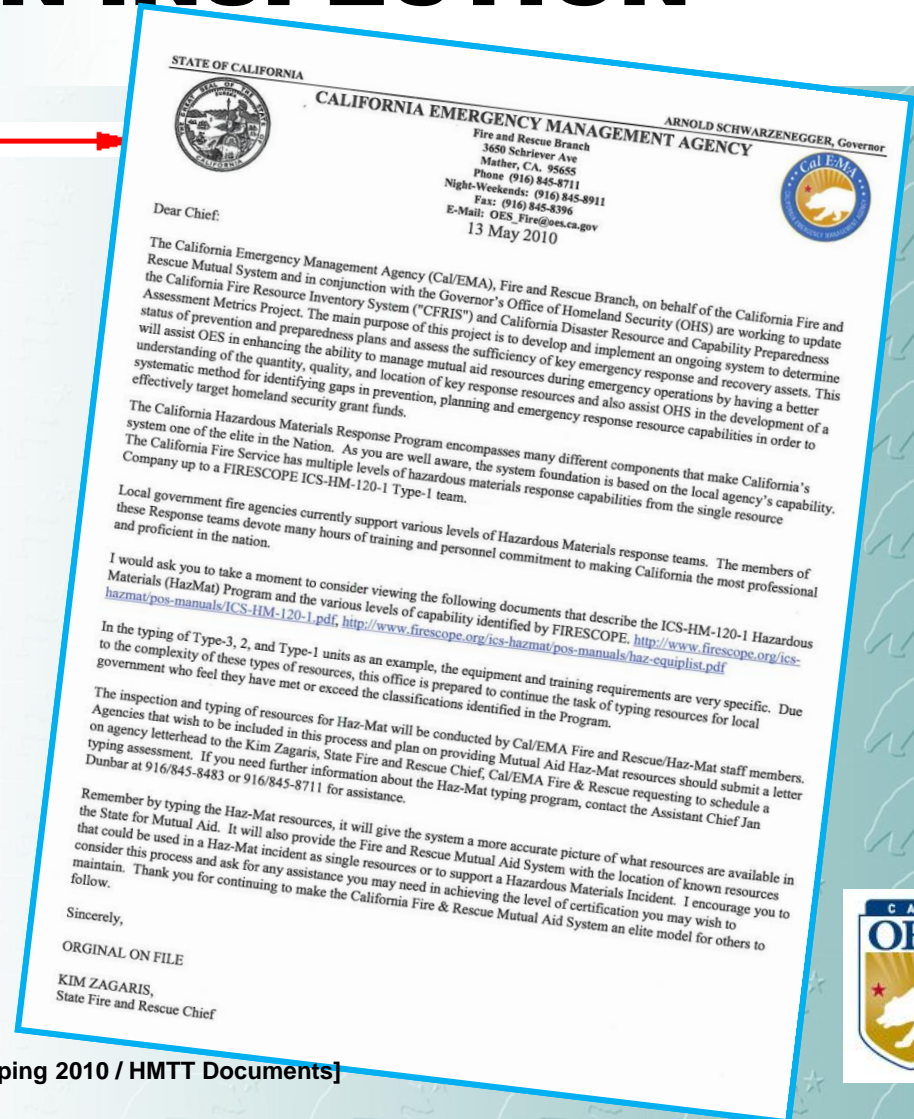 N INSPECTION
STATE OF CALIFORNIA
ARNOLD SCHWARZENEGGER, Governor
CALIFORNIA EMERGENCY MANAGEMENT AGENCY
Fire and Rescue Branch
3650 Schriever Ave
Mather, CA. 95655
Phone (916) 845-8711
Night-Weekends: (916) 845-8911
Fax: (916) 845-8396
E-Mail: OES_Fire@oes.ca.gov
13 May 2010
Cal EMA
Dear Chief:
The California Emergency Management Agency (Cal/EMA), Fire and Rescue Branch, on behalf of the California Fire and
Rescue Mutual System and in conjunction with the Governor's Office of Homeland Security (OHS) are working to update
the California Fire Resource Inventory System ("CFRIS") and California Disaster Resource and Capability Preparedness
Assessment Metrics Project. The main purpose of this project is to develop and implement an ongoing system to determine
status of prevention and preparedness plans and assess the sufficiency of key emergency response and recovery assets. This
will assist OES in enhancing the ability to manage mutual aid resources during emergency operations by having a better
understanding of the quantity, quality, and location of key response resources and also assist OHS in the development of a
systematic method for identifying gaps in prevention, planning and emergency response resource capabilities in order to
effectively target homeland security grant funds.
The California Hazardous Materials Response Program encompasses many different components that make California's
system one of the elite in the Nation. As you are well aware, the system foundation is based on the local agency's capability.
The California Fire Service has multiple levels of hazardous materials response capabilities from the single resource
Company up to a FIRESCOPE ICS-HM-120-1 Type-1 team.
Local government fire agencies currently support various levels of Hazardous Materials response teams. The members of
these Response teams devote many hours of training and personnel commitment to making California the most professional
and proficient in the nation.
I would ask you to take a moment to consider viewing the following documents that describe the ICS-HM-120-1 Hazardous
Materials (HazMat) Program and the various levels of capability identified by FIRESCOPE. http://www.firescope.org/ics-
hazmat/pos-manuals/ICS-HM-120-1.pdf, http://www.firescope.org/ics-hazmat/pos-manuals/haz-equiplist.pdf
In the typing of Type-3, 2, and Type-1 units as an example, the equipment and training requirements are very specific. Due
to the complexity of these types of resources, this office is prepared to continue the task of typing resources for local
government who feel they have met or exceed the classifications identified in the Program.
The inspection and typing of resources for Haz-Mat will be conducted by Cal/EMA Fire and Rescue/Haz-Mat staff members.
Agencies that wish to be included in this process and plan on providing Mutual Aid Haz-Mat resources should submit a letter
on agency letterhead to the Kim Zagaris, State Fire and Rescue Chief, Cal/EMA Fire & Rescue requesting to schedule a
typing assessment. If you need further information about the Haz-Mat typing program, contact the Assistant Chief Jan
Dunbar at 916/845-8483 or 916/845-8711 for assistance.
Remember by typing the Haz-Mat resources, it will give the system a more accurate picture of what resources are available in
the State for Mutual Aid. It will also provide the Fire and Rescue Mutual Aid System with the location of known resources
that could be used in a Haz-Mat incident as single resources or to support a Hazardous Materials Incident. I encourage you to
consider this process and ask for any assistance you may need in achieving the level of certification you may wish to
maintain. Thank you for continuing to make the California Fire & Rescue Mutual Aid System an elite model for others to
follow.
Sincerely,
ORGINAL ON FILE
KIM ZAGARIS,
State Fire and Rescue Chief
ping 2010 / HMTT Documents]